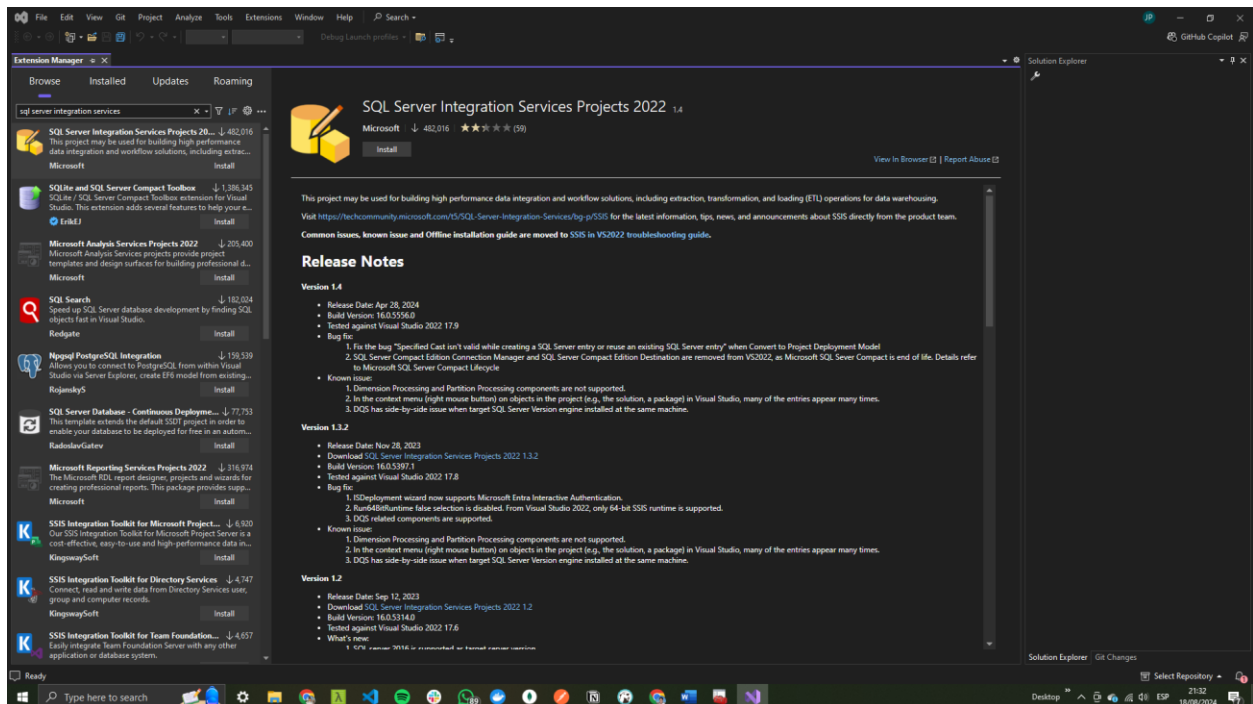 File Edit View Git Project Analyze Tools Extensions Window Help Search
JP
Debug Launch profiles
GitHub Copilot
Extension Manager
Solution Explorer
Browse Installed Updates Roaming
sql server integration services
SQL Server Integration Services Projects 20... 482,016
This project may be used for building high performance
data integration and workflow solutions, including extrac...
Microsoft Install
SQLite and SQL Server Compact Toolbox 1,386,345
SQLite / SQL Server Compact Toolbox extension for Visual
Studio. This extension adds several features to help your e...
ErikEJ Install
Microsoft Analysis Services Projects 2022 205,400
Microsoft Analysis Services projects provide project
templates and design surfaces for building professional d...
Microsoft Install
SQL Search 182,024
Speed up SQL Server database development by finding SQL
objects fast in Visual Studio.
Redgate Install
Npgsql PostgreSQL Integration 159,539
Allows you to connect to PostgreSQL from within Visual
Studio via Server Explorer, create EF6 model from existing...
RojanskyS Install
SQL Server Database - Continuous Deployme... 77,753
This template extends the default SSDT project in order to
enable your database to be deployed for free in an autom...
RadoslavGatev Install
Microsoft Reporting Services Projects 2022 316,974
The Microsoft RDL report designer, projects and wizards for
creating professional reports. This package provides supp...
Microsoft Install
SSIS Integration Toolkit for Microsoft Project... 6,920
Our SSIS Integration Toolkit for Microsoft Project Server is a
cost-effective, easy-to-use and high-performance data in...
KingswaySoft Install
SSIS Integration Toolkit for Directory Services 4,747
Connect, read and write data from Directory Services user,
group and computer records.
KingswaySoft Install
SSIS Integration Toolkit for Team Foundation... 4,657
Easily integrate Team Foundation Server with any other
application or database system.
SQL Server Integration Services Projects 2022 1.4
Microsoft 482,016 (59)
Install
View In Browser | Report Abuse
This project may be used for building high performance data integration and workflow solutions, including extraction, transformation, and loading (ETL) operations for data warehousing.
Visit https://techcommunity.microsoft.com/t5/SQL-Server-Integration-Services/bg-p/SSIS for the latest information, tips, news, and announcements about SSIS directly from the product team.
Common issues, known issue and Offline installation guide are moved to SSIS in VS2022 troubleshooting guide.
Release Notes
Version 1.4
• Release Date: Apr 28, 2024
• Build Version: 16.0.5556.0
• Tested against Visual Studio 2022 17.9
• Bug fix:
1. Fix the bug "Specified Cast isn't valid while creating a SQL Server entry or reuse an existing SQL Server entry" when Convert to Project Deployment Model
2. SQL Server Compact Edition Connection Manager and SQL Server Compact Edition Destination are removed from VS2022, as Microsoft SQL Sever Compact is end of life. Details refer
to Microsoft SQL Server Compact Lifecycle
• Known issue:
1. Dimension Processing and Partition Processing components are not supported.
2. In the context menu (right mouse button) on objects in the project (e.g., the solution, a package) in Visual Studio, many of the entries appear many times.
3. DQS has side-by-side issue when target SQL Server Version engine installed at the same machine.
Version 1.3.2
• Release Date: Nov 28, 2023
• Download SQL Server Integration Services Projects 2022 1.3.2
• Build Version: 16.0.5397.1
• Tested against Visual Studio 2022 17.8
• Bug fix:
1. ISDeployment wizard now supports Microsoft Entra Interactive Authentication.
2. Run64BitRuntime false selection is disabled. From Visual Studio 2022, only 64-bit SSIS runtime is supported.
3. DQS related components are supported.
• Known issue:
1. Dimension Processing and Partition Processing components are not supported.
2. In the context menu (right mouse button) on objects in the project (e.g., the solution, a package) in Visual Studio, many of the entries appear many times.
3. DQS has side-by-side issue when target SQL Server Version engine installed at the same machine.
Version 1.2
• Release Date: Sep 12, 2023
• Download SQL Server Integration Services Projects 2022 1.2
• Build Version: 16.0.5314.0
• Tested against Visual Studio 2022 17.6
• What's new:
1. SQL server 2016 is supported as target server version
Solution Explorer Git Changes
Ready
Select Repository
Type here to search
89
Desktop
ESP
21:32
18/08/2024